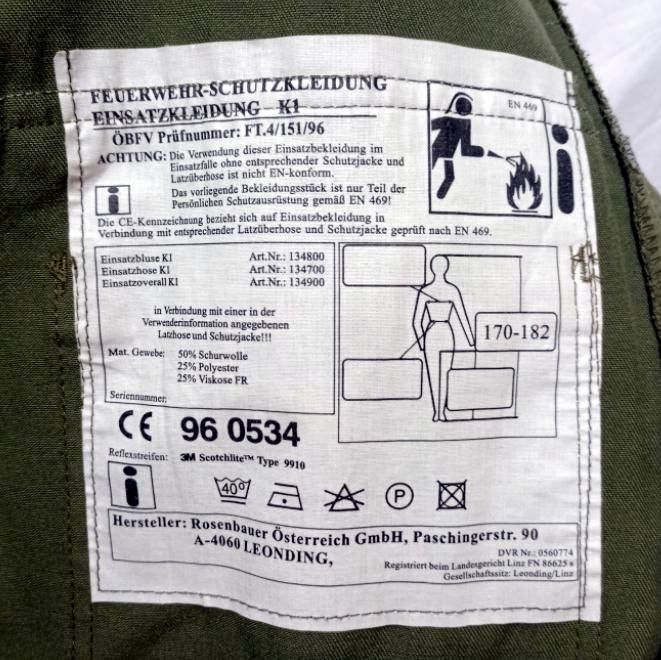 FEUERWEHR-SCHUTZKLEIDUNG
EINSATZKLEIDUNG K1
ÖBFV Prüfnummer: FT.4/151/96
ACHTUNG: Die Verwendung dieser Einsatzbekleidung im
Einsatzfalle ohne entsprechender Schutzjacke und
Latzüberhose ist nicht EN-konform.
Das vorliegende Bekleidungsstück ist nur Teil der
Persönlichen Schutzausrüstung gemäß EN 469!
Die CE-Kennzeichnung bezieht sich auf Einsatzbekleidung in
Verbindung mit entsprechender Latzüberhose und Schutzjacke geprüft nach EN 469.
EN 469
i
i
Einsatzbluse K1 Art.Nr.: 134800
Einsatzhose K1 Art.Nr.: 134700
Einsatzoverall K1 Art.Nr.: 134900
in Verbindung mit einer in der
Verwenderinformation angegebenen
Latzhose und Schutzjacke!!!
Mat. Gewebe: 50% Schurwolle
25% Polyester
25% Viskose FR
Seriennummer:
170-182
CE 96 0534
Reflexstreifen: 3M Scotchlite™ Type 9910
i
40°
P
Hersteller: Rosenbauer Österreich GmbH, Paschingerstr. 90
A-4060 LEONDING,
DVR Nr.: 0560774
Registriert beim Landesgericht Linz FN 86625 s
Gesellschaftssitz: Leonding/Linz